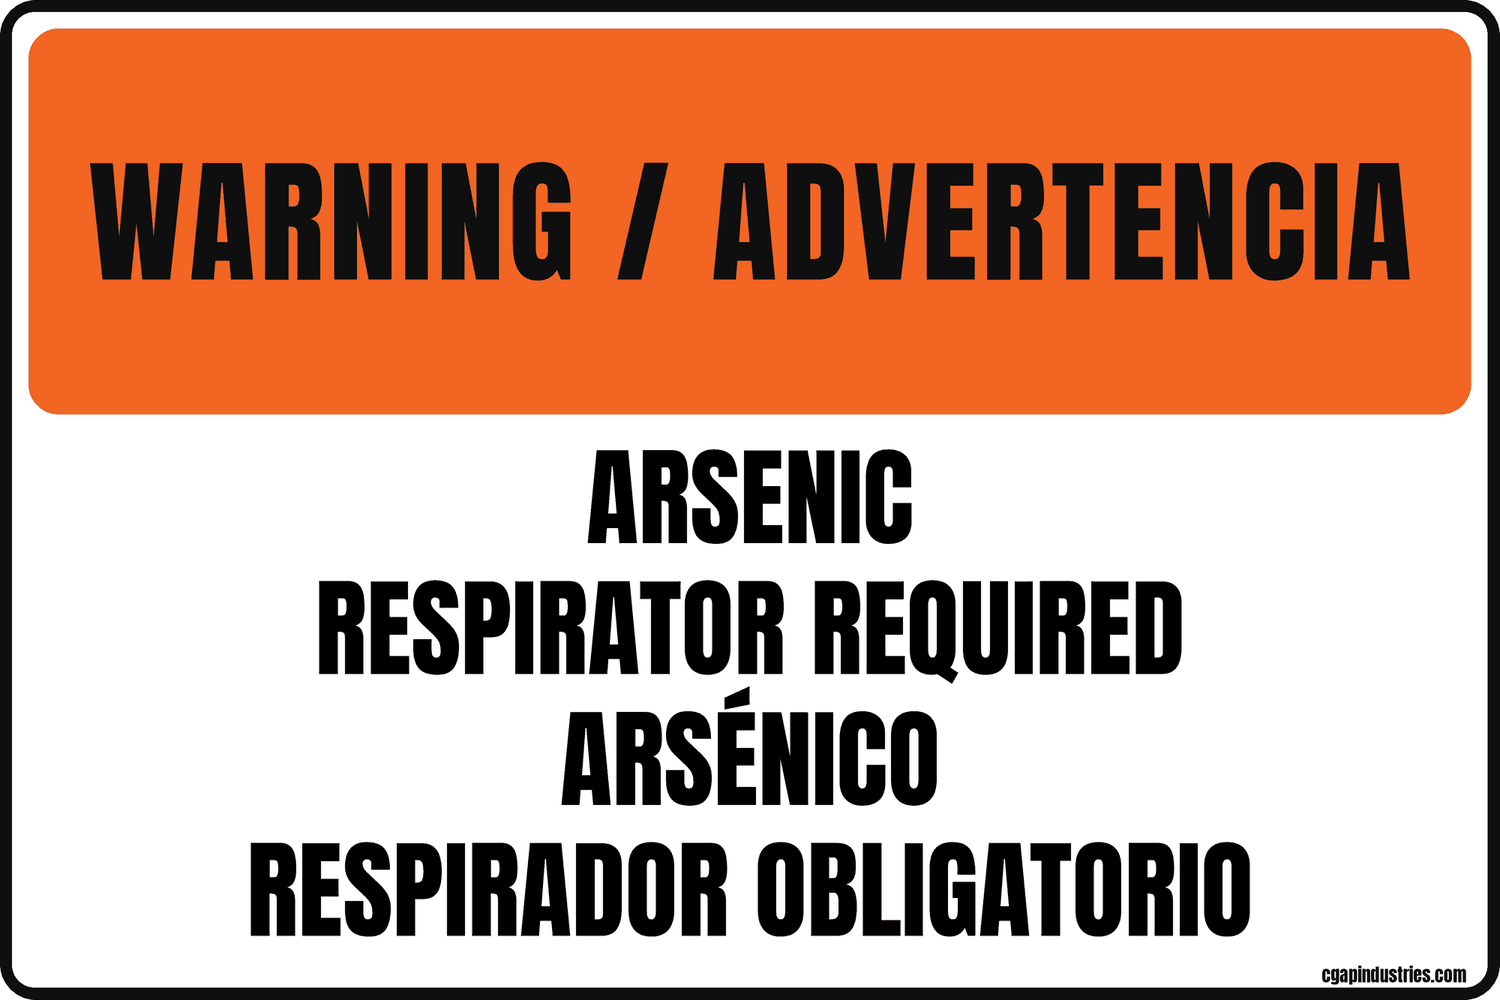 WARNING / ADVERTENCIA
ARSENIC
RESPIRATOR REQUIRED
ARSÉNICO
RESPIRADOR OBLIGATORIO
cgapindustries.com